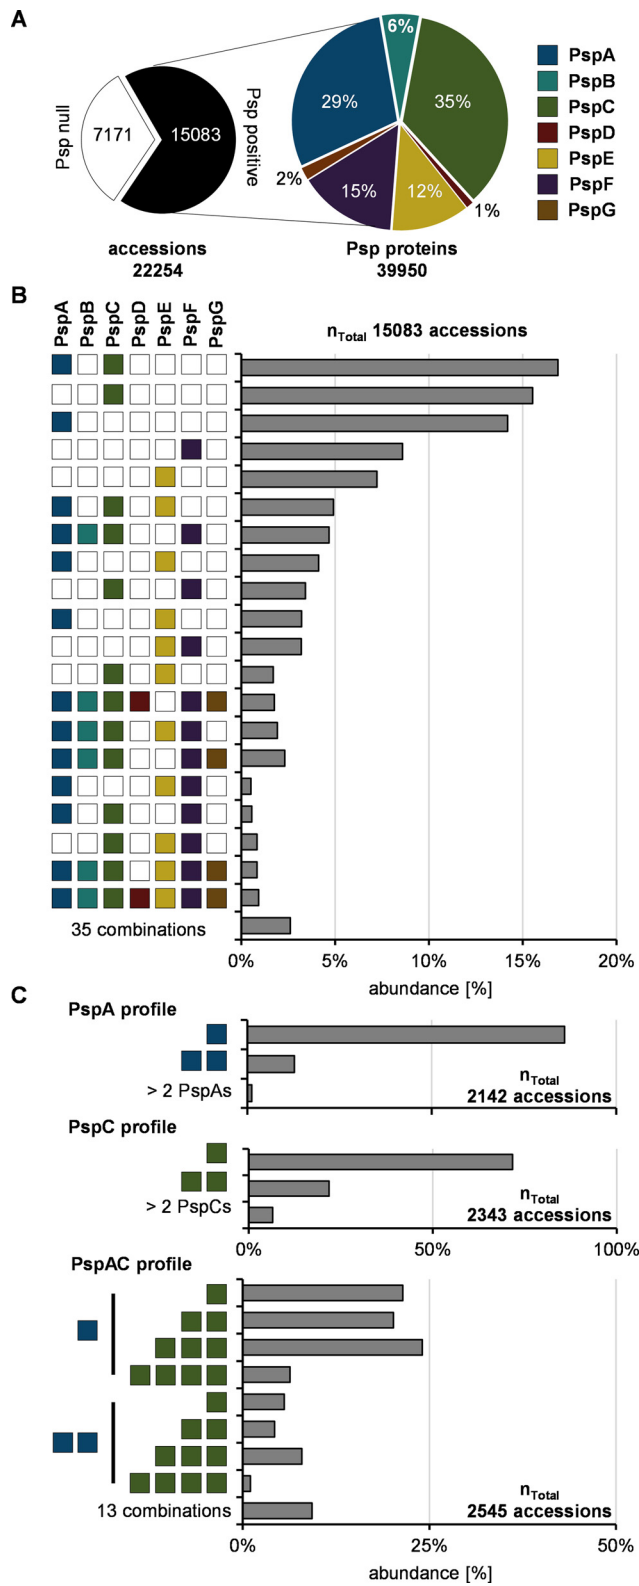 A
Psp null
7171
15083
Psp positive
accessions
22254
6%
29%
35%
2%
15%
12%
1%
Psp proteins
39950
PspA
PspB
PspC
PspD
PspE
PspF
PspG
B
PspA
PspB
PspC
PspD
PspE
PspF
PspG
nTotal 15083 accessions
35 combinations
0%
5%
10%
15%
20%
abundance [%]
C
PspA profile
> 2 PspAs
nTotal
2142 accessions
PspC profile
> 2 PspCs
nTotal
2343 accessions
0%
50%
100%
PspAC profile
13 combinations
nTotal
2545 accessions
0%
25%
50%
abundance [%]